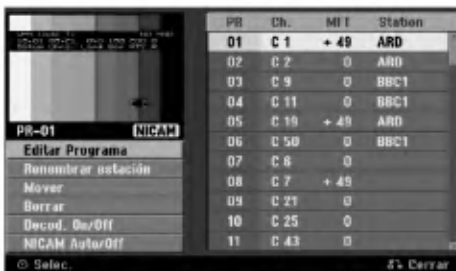 PR-01 NICAM
Editar Programa
Renombrar estación
Mover
Borrar
Decod. On/Off
NICAM Auto/Off
Selec.
PR Ch. MFT Station
01 C 1 + 49 ARD
02 C 2 0 ARD
03 C 9 0 BBC1
04 C 11 0 BBC1
05 C 19 + 49 ARD
06 C 50 0 BBC1
07 C 6 0
08 C 7 + 49
09 C 21 0
10 C 25 0
11 C 43 0
Cerrar